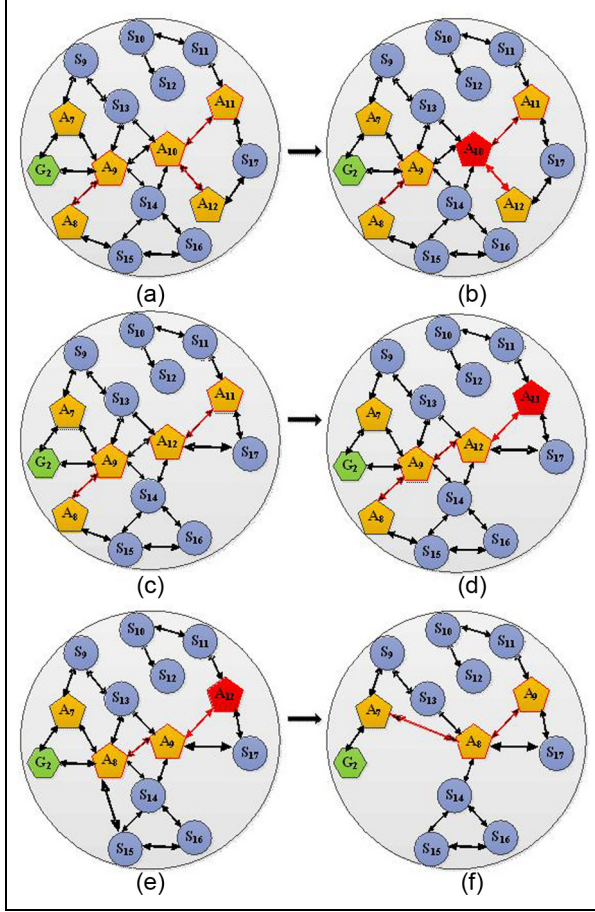 S10
S11
S9
S12
S13
A11
A7
A10
A9
G2
S17
S14
A12
A8
S16
S15
(a)
S10
S11
S9
S12
S13
A11
A7
A10
A9
G2
S17
S14
A12
A8
S16
S15
(b)
S10
S11
S9
S12
S13
A11
A7
A12
A9
G2
S17
S14
A8
S16
S15
(c)
S10
S11
S9
S12
A11
S13
A7
A12
A9
G2
S17
S14
A8
S16
S15
(d)
S10
S11
S9
S12
A12
S13
A7
A9
A8
G2
S17
S14
S16
S15
(e)
S10
S11
S9
S12
A9
S13
A7
A8
G2
S17
S14
S16
S15
(f)